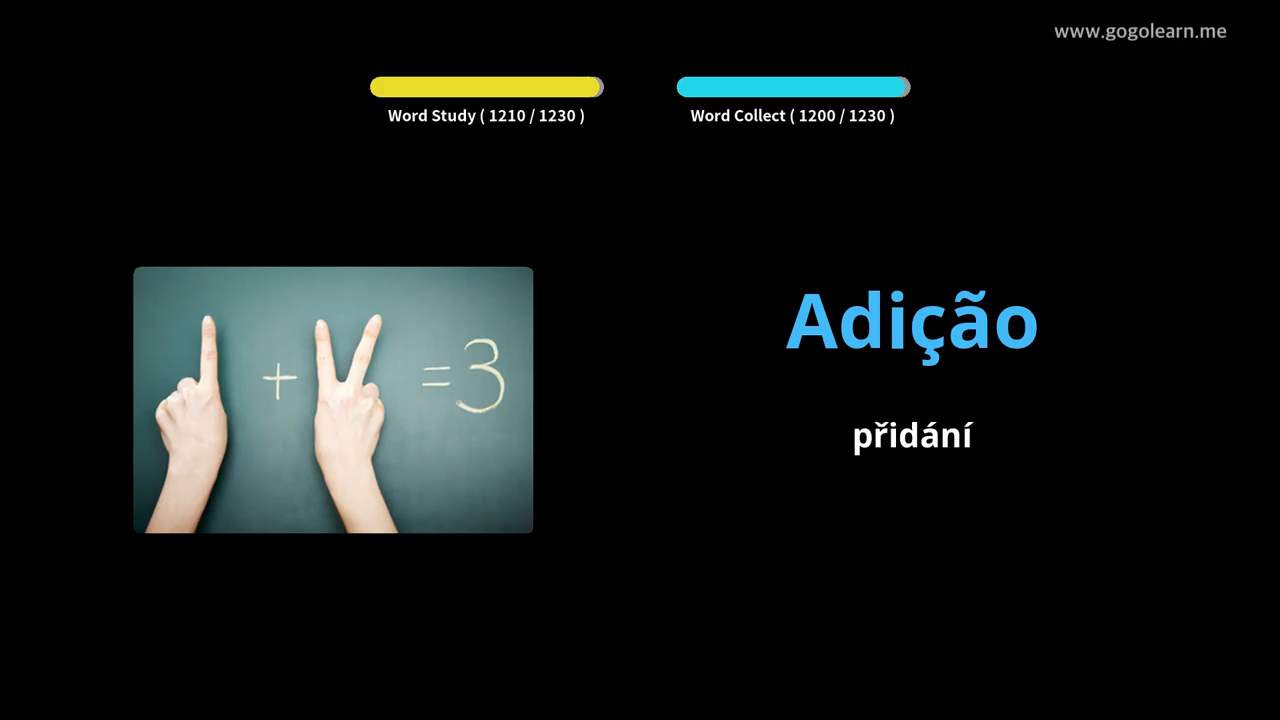 www.gogolearn.me
Word Study ( 1210 / 1230 )
Word Collect ( 1200 / 1230 )
+ = 3
Adição
přidání